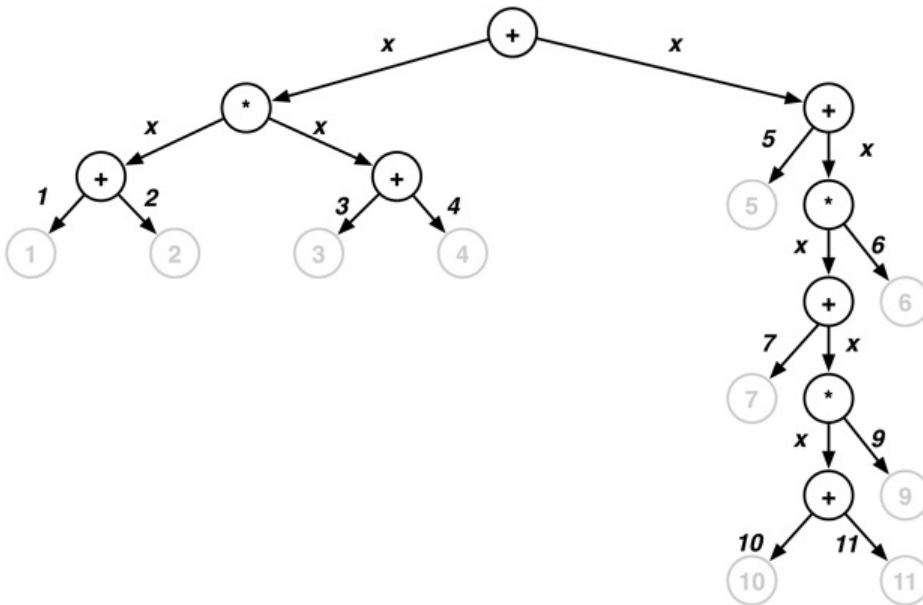 x + x
* +
x x 5 x
+ + 5 *
1 2 3 4 x 6
1 2 3 4 + 6
7 x
7 *
x 9
+ 9
10 11
10 11